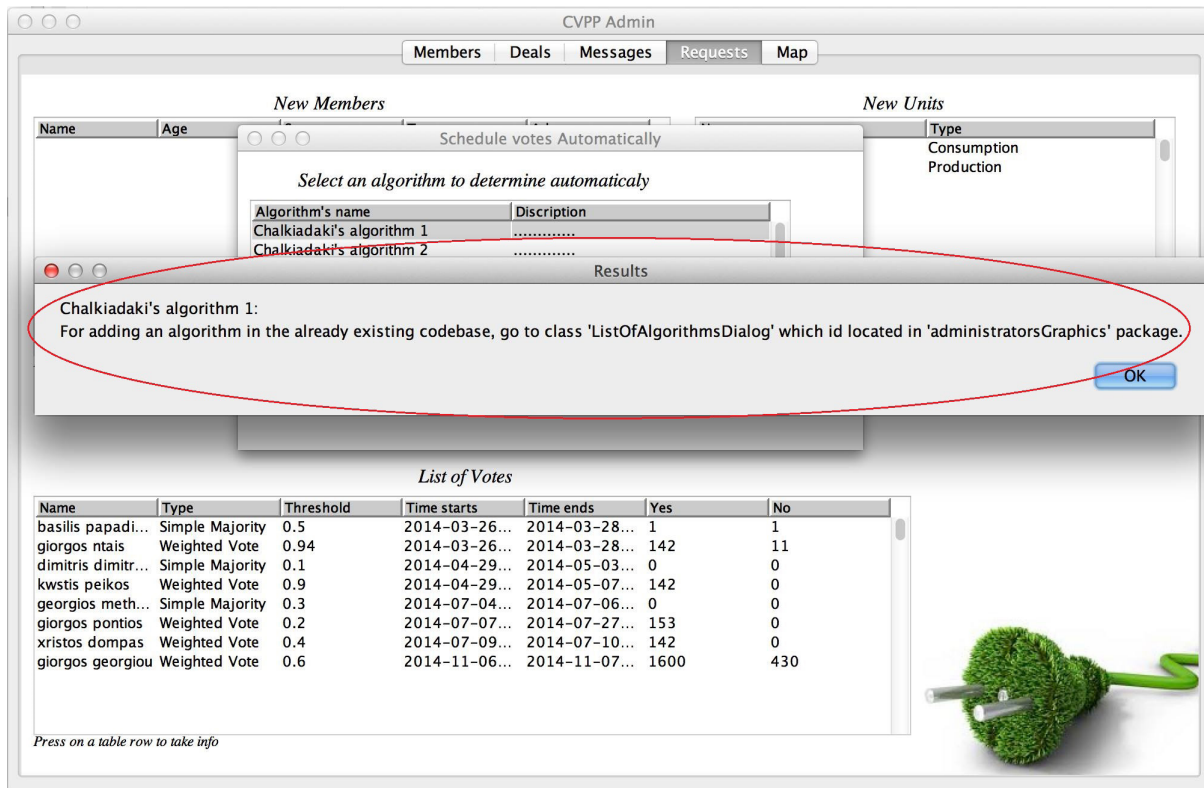 CVPP Admin
Members Deals Messages Requests Map
New Members New Units
Name Age Type
Consumption
Production
Schedule votes Automatically
Select an algorithm to determine automaticaly
Algorithm's name Discription
Chalkiadaki's algorithm 1 .............
Chalkiadaki's algorithm 2 .............
Results
Chalkiadaki's algorithm 1:
For adding an algorithm in the already existing codebase, go to class 'ListOfAlgorithmsDialog' which id located in 'administratorsGraphics' package.
OK
List of Votes
Name Type Threshold Time starts Time ends Yes No
basilis papadi... Simple Majority 0.5 2014-03-26... 2014-03-28... 1 1
giorgos ntais Weighted Vote 0.94 2014-03-26... 2014-03-28... 142 11
dimitris dimitr... Simple Majority 0.1 2014-04-29... 2014-05-03... 0 0
kwstis peikos Weighted Vote 0.9 2014-04-29... 2014-05-07... 142 0
georgios meth... Simple Majority 0.3 2014-07-04... 2014-07-06... 0 0
giorgos pontios Weighted Vote 0.2 2014-07-07... 2014-07-27... 153 0
xristos dompas Weighted Vote 0.4 2014-07-09... 2014-07-10... 142 0
giorgos georgiou Weighted Vote 0.6 2014-11-06... 2014-11-07... 1600 430
Press on a table row to take info